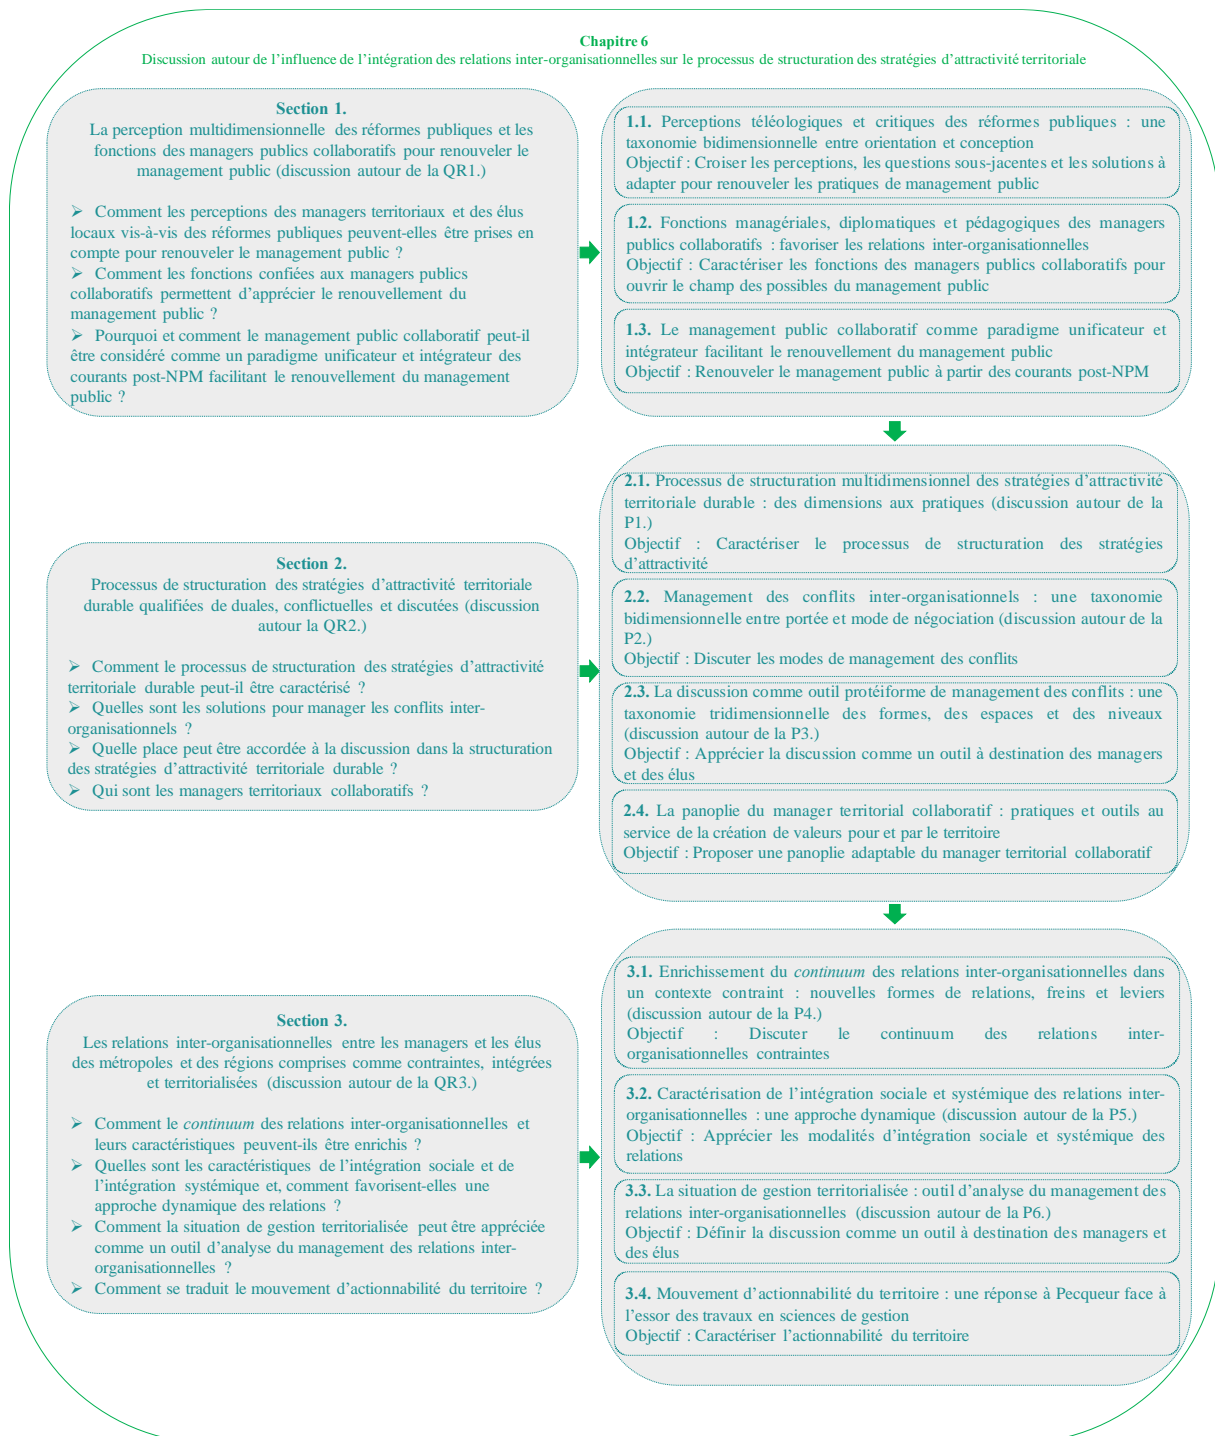 Chapitre 6
Discussion autour de l'influence de l'intégration des relations inter-organisationnelles sur le processus de structuration des stratégies d'attractivité territoriale
Section 1.
La perception multidimensionnelle des réformes publiques et les
fonctions des managers publics collaboratifs pour renouveler le
management public (discussion autour de la QR1.)
➢ Comment les perceptions des managers territoriaux et des élus
locaux vis-à-vis des réformes publiques peuvent-elles être prises en
compte pour renouveler le management public ?
➢ Comment les fonctions confiées aux managers publics
collaboratifs permettent d'apprécier le renouvellement du
management public ?
➢ Pourquoi et comment le management public collaboratif peut-il
être considéré comme un paradigme unificateur et intégrateur des
courants post-NPM facilitant le renouvellement du management
public ?
1.1. Perceptions téléologiques et critiques des réformes publiques : une
taxonomie bidimensionnelle entre orientation et conception
Objectif : Croiser les perceptions, les questions sous-jacentes et les solutions à
adapter pour renouveler les pratiques de management public
1.2. Fonctions managériales, diplomatiques et pédagogiques des managers
publics collaboratifs : favoriser les relations inter-organisationnelles
Objectif : Caractériser les fonctions des managers publics collaboratifs pour
ouvrir le champ des possibles du management public
1.3. Le management public collaboratif comme paradigme unificateur et
intégrateur facilitant le renouvellement du management public
Objectif : Renouveler le management public à partir des courants post-NPM
Section 2.
Processus de structuration des stratégies d'attractivité territoriale
durable qualifiées de duales, conflictuelles et discutées (discussion
autour la QR2.)
➢ Comment le processus de structuration des stratégies d'attractivité
territoriale durable peut-il être caractérisé ?
➢ Quelles sont les solutions pour manager les conflits inter-
organisationnels ?
➢ Quelle place peut être accordée à la discussion dans la structuration
des stratégies d'attractivité territoriale durable ?
➢ Qui sont les managers territoriaux collaboratifs ?
2.1. Processus de structuration multidimensionnel des stratégies d'attractivité
territoriale durable : des dimensions aux pratiques (discussion autour de la
P1.)
Objectif : Caractériser le processus de structuration des stratégies
d'attractivité
2.2. Management des conflits inter-organisationnels : une taxonomie
bidimensionnelle entre portée et mode de négociation (discussion autour de la
P2.)
Objectif : Discuter les modes de management des conflits
2.3. La discussion comme outil protéiforme de management des conflits : une
taxonomie tridimensionnelle des formes, des espaces et des niveaux
(discussion autour de la P3.)
Objectif : Apprécier la discussion comme un outil à destination des managers
et des élus
2.4. La panoplie du manager territorial collaboratif : pratiques et outils au
service de la création de valeurs pour et par le territoire
Objectif : Proposer une panoplie adaptable du manager territorial collaboratif
Section 3.
Les relations inter-organisationnelles entre les managers et les élus
des métropoles et des régions comprises comme contraintes, intégrées
et territorialisées (discussion autour de la QR3.)
➢ Comment le continuum des relations inter-organisationnelles et
leurs caractéristiques peuvent-ils être enrichis ?
➢ Quelles sont les caractéristiques de l'intégration sociale et de
l'intégration systémique et, comment favorisent-elles une
approche dynamique des relations ?
➢ Comment la situation de gestion territorialisée peut être appréciée
comme un outil d'analyse du management des relations inter-
organisationnelles ?
➢ Comment se traduit le mouvement d'actionnabilité du territoire ?
3.1. Enrichissement du continuum des relations inter-organisationnelles dans
un contexte contraint : nouvelles formes de relations, freins et leviers
(discussion autour de la P4.)
Objectif : Discuter le continuum des relations inter-
organisationnelles contraintes
3.2. Caractérisation de l'intégration sociale et systémique des relations inter-
organisationnelles : une approche dynamique (discussion autour de la P5.)
Objectif : Apprécier les modalités d'intégration sociale et systémique des
relations
3.3. La situation de gestion territorialisée : outil d'analyse du management des
relations inter-organisationnelles (discussion autour de la P6.)
Objectif : Définir la discussion comme un outil à destination des managers et
des élus
3.4. Mouvement d'actionnabilité du territoire : une réponse à Pecqueur face à
l'essor des travaux en sciences de gestion
Objectif : Caractériser l'actionnabilité du territoire